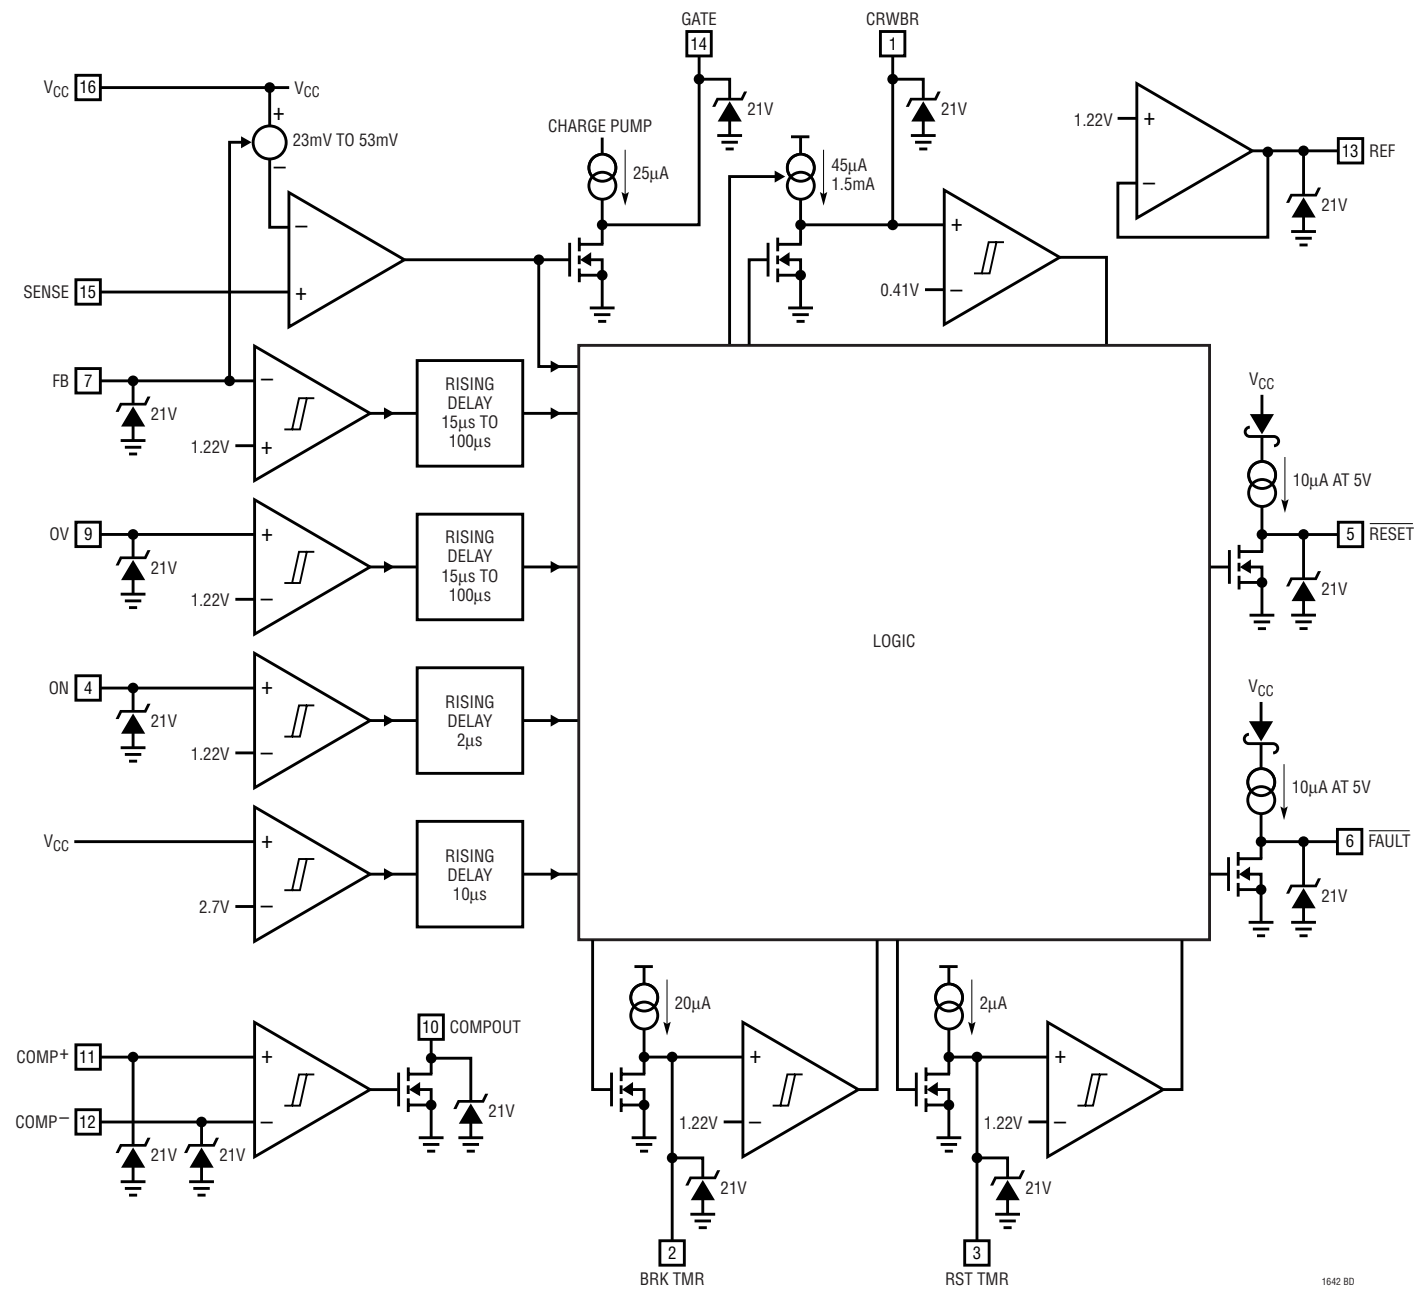 GATE
14
CRWBR
1
VCC 16
VCC
+
23mV TO 53mV
−
CHARGE PUMP
25µA
21V
45µA
1.5mA
21V
1.22V
+
−
13 REF
21V
−
+
SENSE 15
+
0.41V
−
FB 7
21V
−
1.22V
+
RISING
DELAY
15µs TO
100µs
VCC
10µA AT 5V
5 RESET
21V
OV 9
21V
+
1.22V
−
RISING
DELAY
15µs TO
100µs
LOGIC
ON 4
21V
+
1.22V
−
RISING
DELAY
2µs
VCC
10µA AT 5V
6 FAULT
21V
VCC
+
2.7V
−
RISING
DELAY
10µs
20µA
2µA
COMP+ 11
+
COMP− 12
−
21V
21V
10 COMPOUT
21V
+
1.22V
−
21V
2
BRK TMR
+
1.22V
−
21V
3
RST TMR
1642 BD